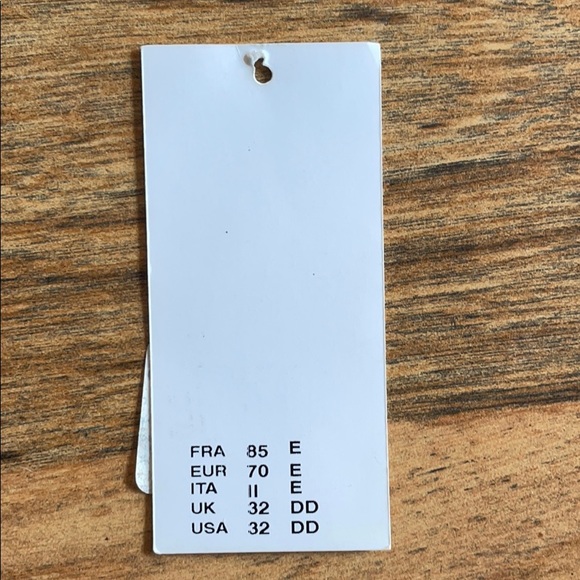 FRA 85 E
EUR 70 E
ITA II E
UK 32 DD
USA 32 DD